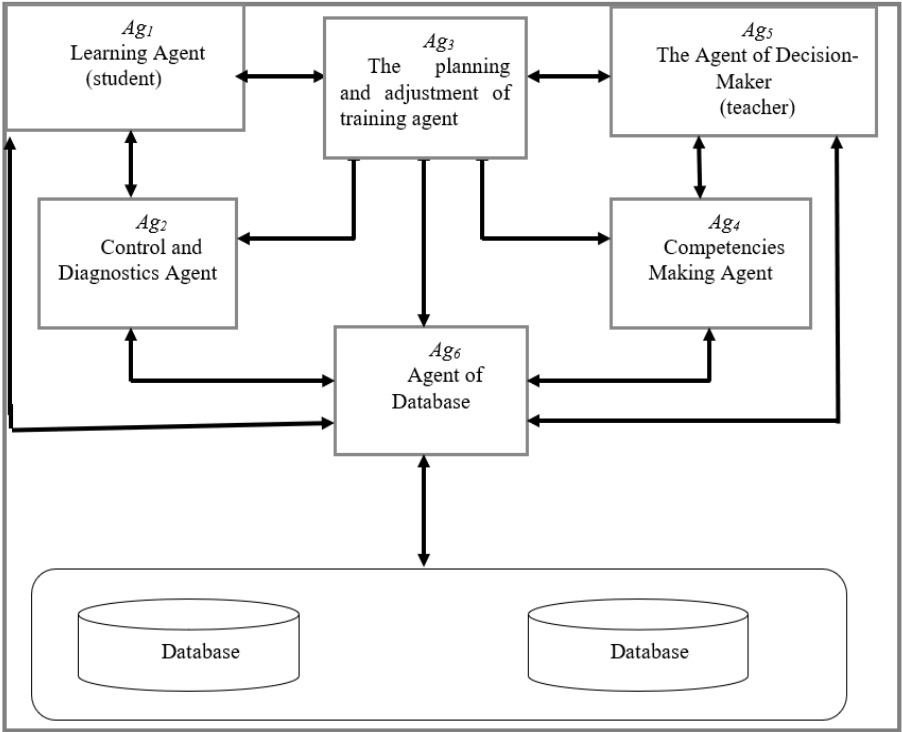 Ag1
Learning Agent
(student)
Ag3
The planning
and adjustment of
training agent
Ag5
The Agent of Decision-
Maker
(teacher)
Ag2
Control and
Diagnostics Agent
Ag4
Competencies
Making Agent
Ag6
Agent of
Database
Database
Database